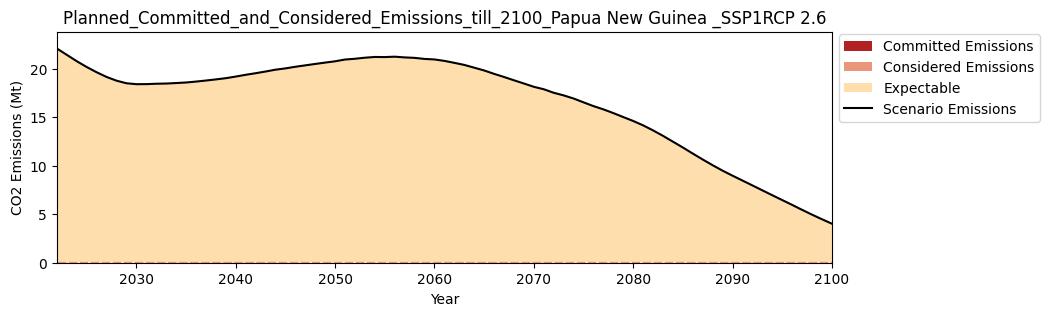 Planned_Committed_and_Considered_Emissions_till_2100_Papua New Guinea _SSP1RCP 2.6
CO2 Emissions (Mt)
20
15
10
5
0
2030 2040 2050 2060 2070 2080 2090 2100
Year
Committed Emissions
Considered Emissions
Expectable
Scenario Emissions